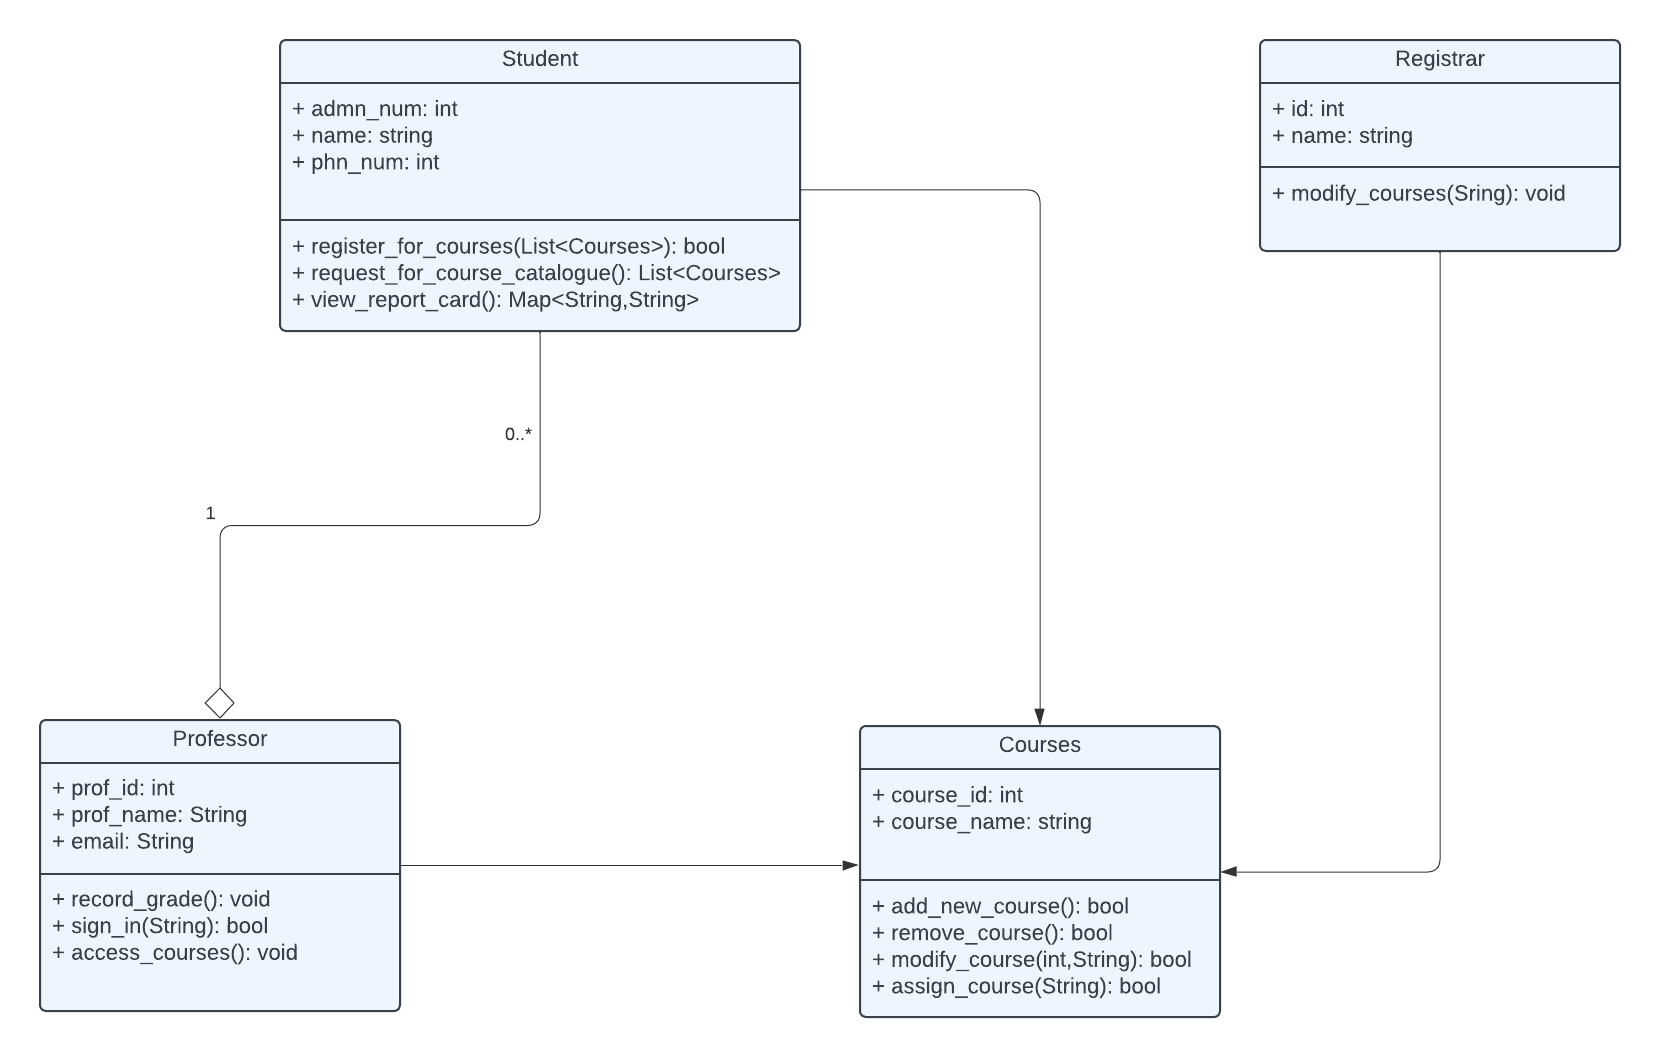 Student
+ admn_num: int
+ name: string
+ phn_num: int
+ register_for_courses(List<Courses>): bool
+ request_for_course_catalogue(): List<Courses>
+ view_report_card(): Map<String,String>
Registrar
+ id: int
+ name: string
+ modify_courses(Sring): void
0..*
1
Professor
+ prof_id: int
+ prof_name: String
+ email: String
+ record_grade(): void
+ sign_in(String): bool
+ access_courses(): void
Courses
+ course_id: int
+ course_name: string
+ add_new_course(): bool
+ remove_course(): bool
+ modify_course(int,String): bool
+ assign_course(String): bool